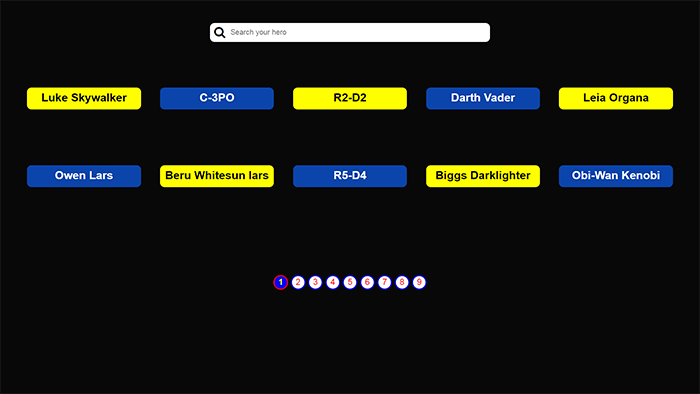 Search your hero
Luke Skywalker C-3PO R2-D2 Darth Vader Leia Organa
Owen Lars Beru Whitesun lars R5-D4 Biggs Darklighter Obi-Wan Kenobi
1 2 3 4 5 6 7 8 9